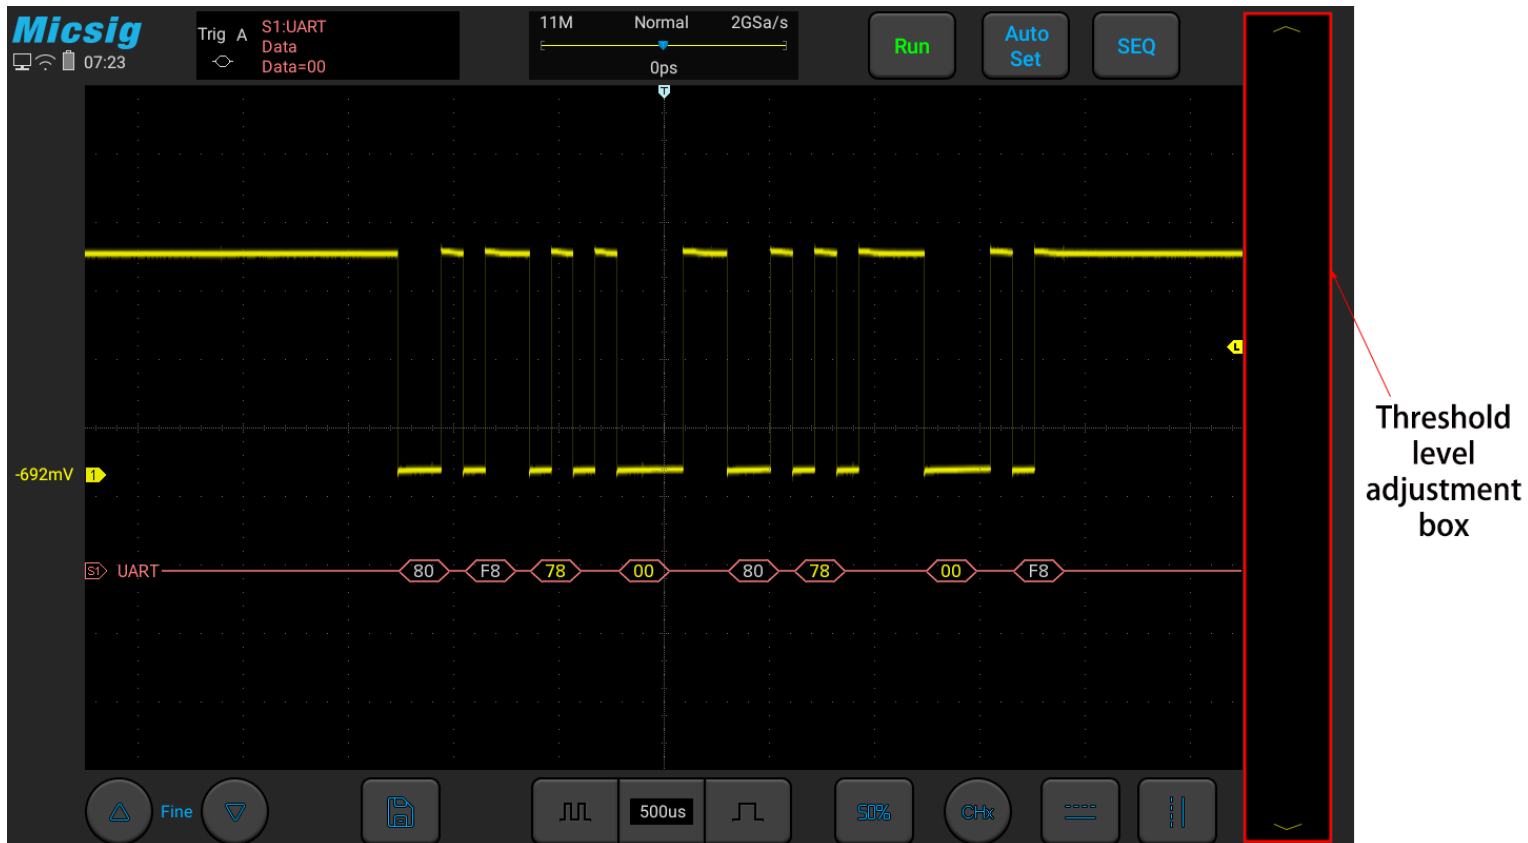 Micsig
07:23
Trig A
S1:UART
Data
Data=00
11M Normal 2GSa/s
0ps
Run
Auto
Set
SEQ
T
L
-692mV 1
S1 UART 80 F8 78 00 80 78 00 F8
Fine
500us
50%
CHx
Threshold
level
adjustment
box